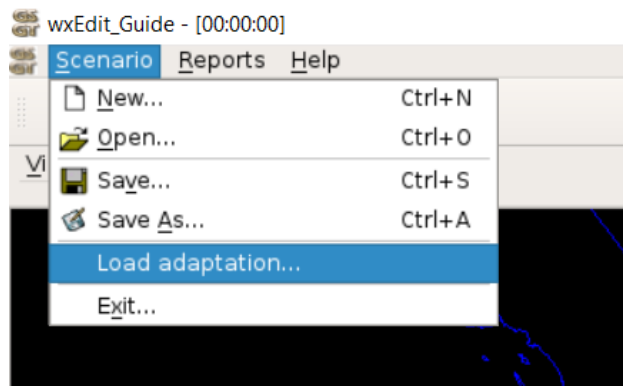 wxEdit_Guide - [00:00:00]
Scenario Reports Help
New... Ctrl+N
Open... Ctrl+O
Vi
Save... Ctrl+S
Save As... Ctrl+A
Load adaptation...
Exit...